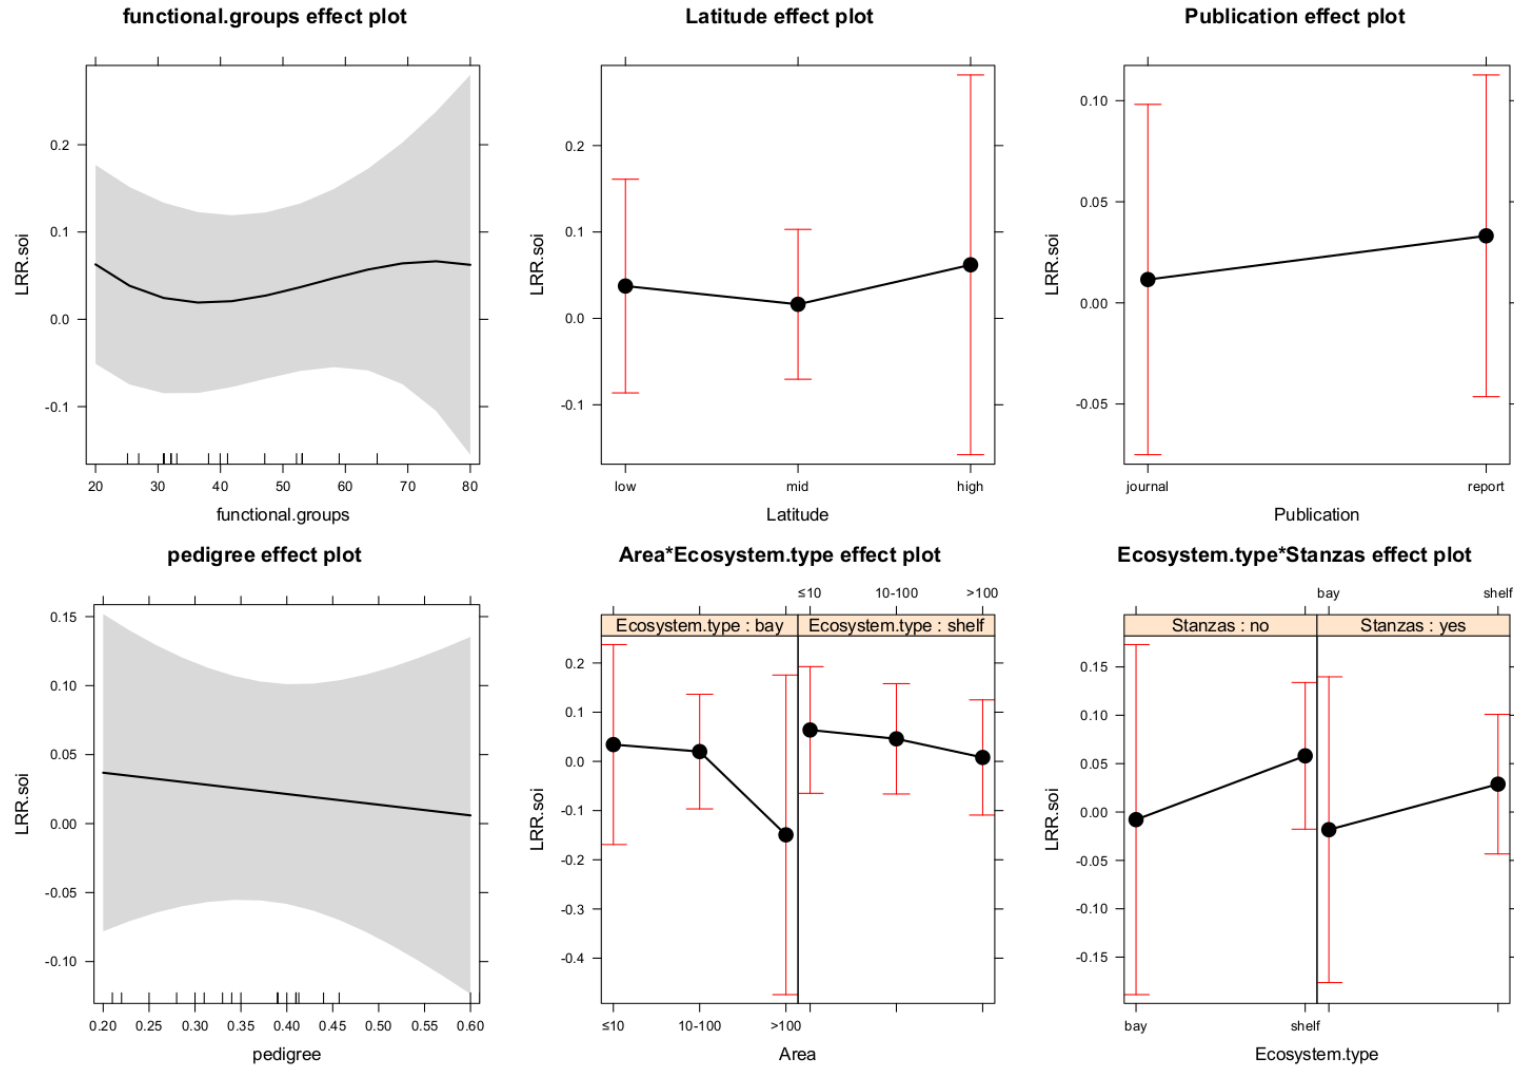 functional.groups effect plot
LRR.soi
0.2
0.1
0.0
-0.1
20 30 40 50 60 70 80
functional.groups
Latitude effect plot
LRR.soi
0.2
0.1
0.0
-0.1
low mid high
Latitude
Publication effect plot
LRR.soi
0.10
0.05
0.00
-0.05
journal report
Publication
pedigree effect plot
LRR.soi
0.15
0.10
0.05
0.00
-0.05
-0.10
0.20 0.25 0.30 0.35 0.40 0.45 0.50 0.55 0.60
pedigree
Area*Ecosystem.type effect plot
≤10 10-100 >100
Ecosystem.type : bay Ecosystem.type : shelf
LRR.soi
0.2
0.1
0.0
-0.1
-0.2
-0.3
-0.4
≤10 10-100 >100
Area
Ecosystem.type*Stanzas effect plot
bay shelf
Stanzas : no Stanzas : yes
LRR.soi
0.15
0.10
0.05
0.00
-0.05
-0.10
-0.15
bay shelf
Ecosystem.type